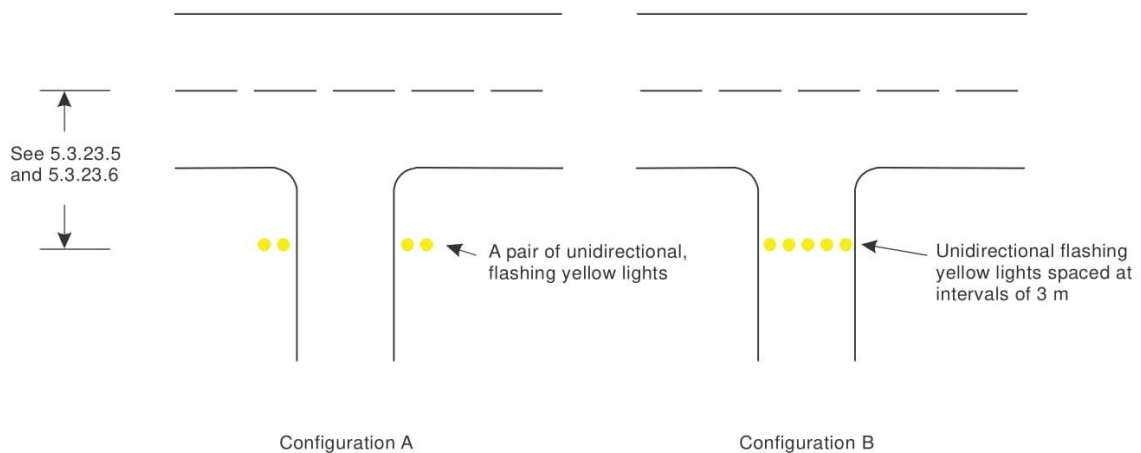 See 5.3.23.5
and 5.3.23.6
A pair of unidirectional,
flashing yellow lights
Unidirectional flashing
yellow lights spaced at
intervals of 3 m
Configuration A
Configuration B